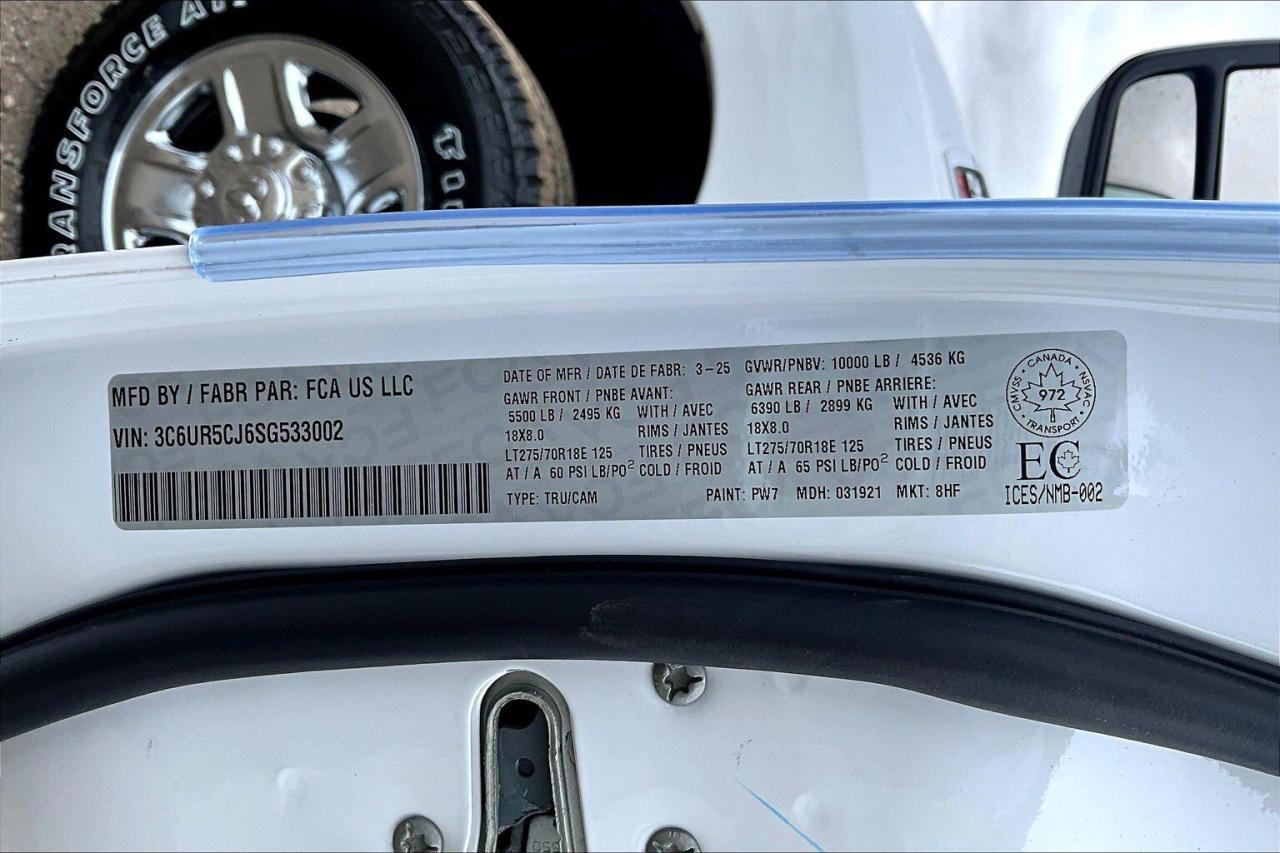 TRANSFORCE AT
MFD BY / FABR PAR: FCA US LLC
VIN: 3C6UR5CJ6SG533002
DATE OF MFR / DATE DE FABR: 3-25
GAWR FRONT / PNBE AVANT:
5500 LB / 2495 KG WITH / AVEC
18X8.0 RIMS / JANTES
LT275/70R18E 125 TIRES / PNEUS
AT / A 60 PSI LB/PO² COLD / FROID
TYPE: TRU/CAM
GVWR/PNBV: 10000 LB / 4536 KG
GAWR REAR / PNBE ARRIERE:
6390 LB / 2899 KG WITH / AVEC
18X8.0 RIMS / JANTES
LT275/70R18E 125 TIRES / PNEUS
AT / A 65 PSI LB/PO² COLD / FROID
PAINT: PW7 MDH: 031921 MKT: 8HF
CANADA
CMVSS 972 NSVAC
TRANSPORT
EC
ICES/NMB-002